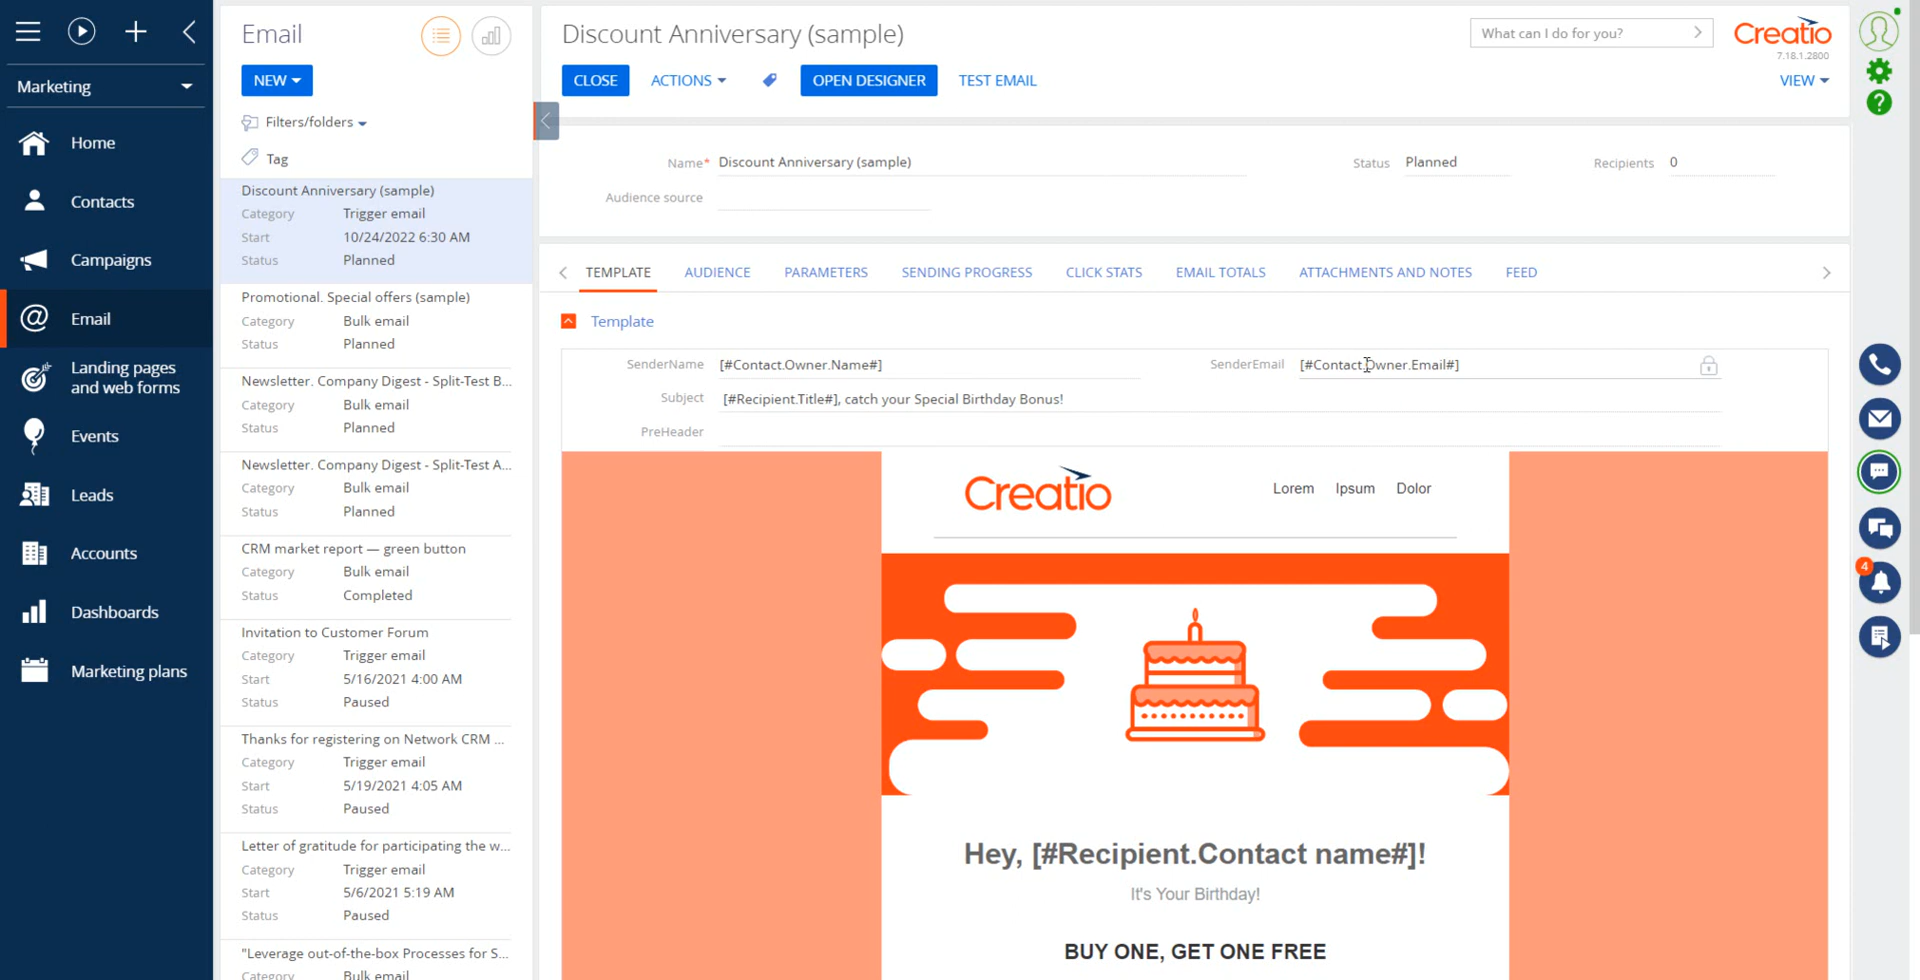 Marketing
Home
Contacts
Campaigns
Email
Landing pages
and web forms
Events
Leads
Accounts
Dashboards
Marketing plans
Email
NEW
Filters/folders
Tag
Discount Anniversary (sample)
Category Trigger email
Start 10/24/2022 6:30 AM
Status Planned
Promotional. Special offers (sample)
Category Bulk email
Status Planned
Newsletter. Company Digest - Split-Test B...
Category Bulk email
Status Planned
Newsletter. Company Digest - Split-Test A...
Category Bulk email
Status Planned
CRM market report — green button
Category Bulk email
Status Completed
Invitation to Customer Forum
Category Trigger email
Start 5/16/2021 4:00 AM
Status Paused
Thanks for registering on Network CRM ...
Category Trigger email
Start 5/19/2021 4:05 AM
Status Paused
Letter of gratitude for participating the w...
Category Trigger email
Start 5/6/2021 5:19 AM
Status Paused
"Leverage out-of-the-box Processes for S...
Category Bulk email
Discount Anniversary (sample)
What can I do for you?
Creatio
7.18.1.2800
CLOSE ACTIONS OPEN DESIGNER TEST EMAIL VIEW
Name* Discount Anniversary (sample) Status Planned Recipients 0
Audience source
TEMPLATE AUDIENCE PARAMETERS SENDING PROGRESS CLICK STATS EMAIL TOTALS ATTACHMENTS AND NOTES FEED
Template
SenderName [#Contact.Owner.Name#] SenderEmail [#Contact.Owner.Email#]
Subject [#Recipient.Title#], catch your Special Birthday Bonus!
PreHeader
Creatio Lorem Ipsum Dolor
Hey, [#Recipient.Contact name#]!
It's Your Birthday!
BUY ONE, GET ONE FREE
?
4